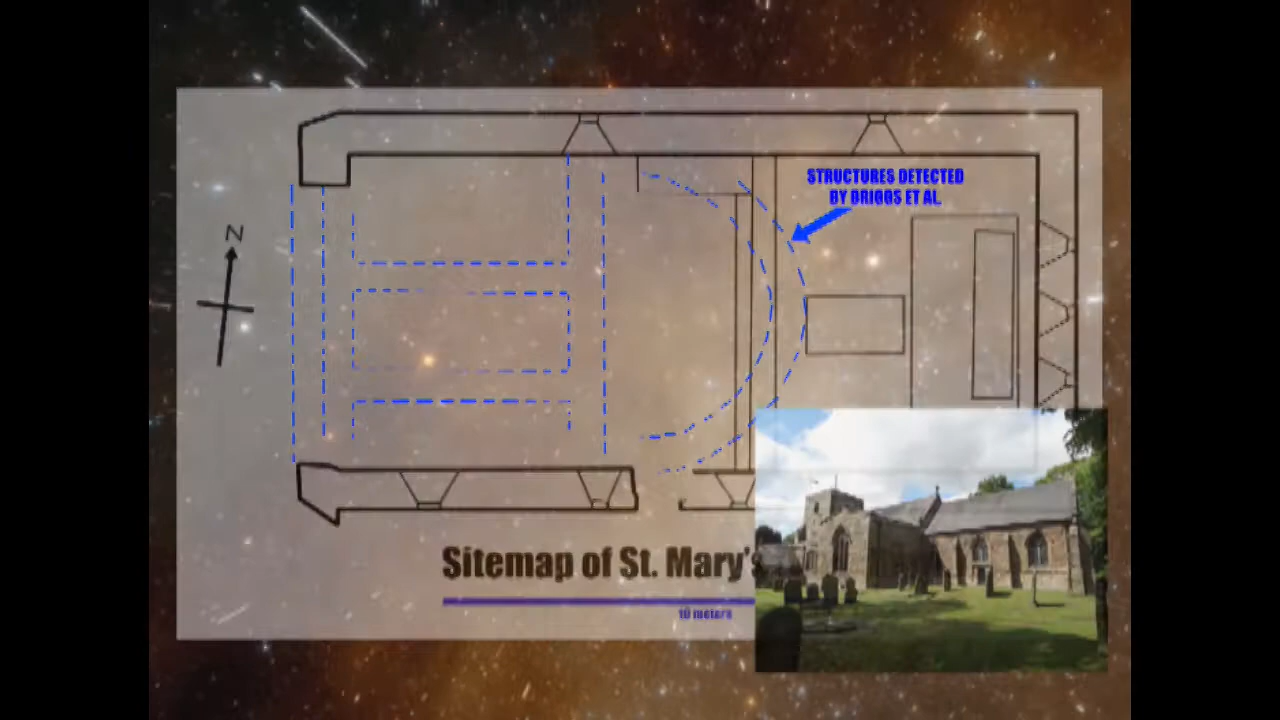 STRUCTURES DETECTED
BY BRIGGS ET AL.
N
Sitemap of St. Mary's
10 meters